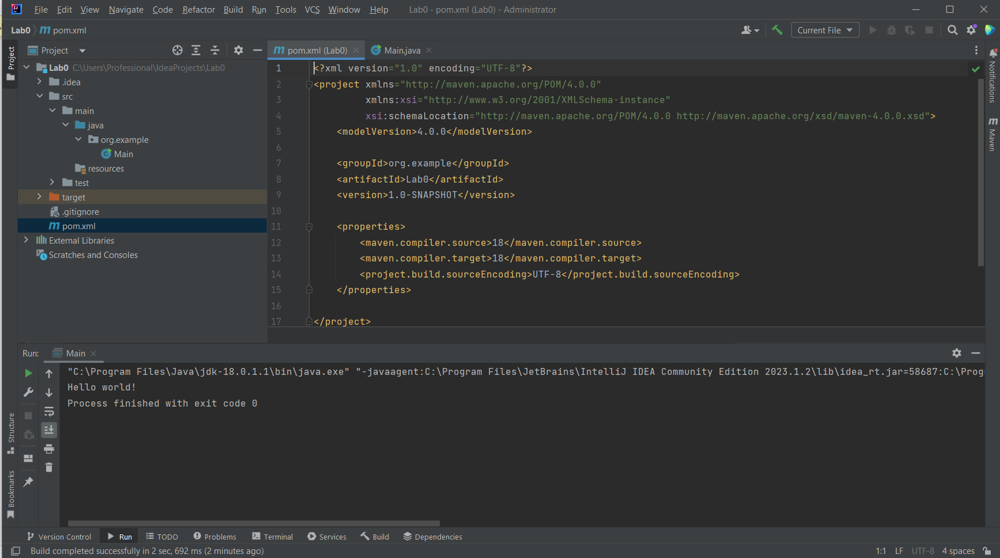 File Edit View Navigate Code Refactor Build Run Tools VCS Window Help Lab0 - pom.xml (Lab0) - Administrator
Lab0 pom.xml Current File
Project pom.xml (Lab0) Main.java
Project
Lab0 C:\Users\Professional\IdeaProjects\Lab0
.idea
src
main
java
org.example
Main
resources
test
target
.gitignore
pom.xml
External Libraries
Scratches and Consoles
1 <?xml version="1.0" encoding="UTF-8"?>
2 <project xmlns="http://maven.apache.org/POM/4.0.0"
3 xmlns:xsi="http://www.w3.org/2001/XMLSchema-instance"
4 xsi:schemaLocation="http://maven.apache.org/POM/4.0.0 http://maven.apache.org/xsd/maven-4.0.0.xsd">
5 <modelVersion>4.0.0</modelVersion>
6
7 <groupId>org.example</groupId>
8 <artifactId>Lab0</artifactId>
9 <version>1.0-SNAPSHOT</version>
10
11 <properties>
12 <maven.compiler.source>18</maven.compiler.source>
13 <maven.compiler.target>18</maven.compiler.target>
14 <project.build.sourceEncoding>UTF-8</project.build.sourceEncoding>
15 </properties>
16
17 </project>
Notifications
Maven
Run: Main
"C:\Program Files\Java\jdk-18.0.1.1\bin\java.exe" "-javaagent:C:\Program Files\JetBrains\IntelliJ IDEA Community Edition 2023.1.2\lib\idea_rt.jar=58687:C:\Prog
Hello world!
Process finished with exit code 0
Structure
Bookmarks
Version Control Run TODO Problems Terminal Services Build Dependencies
Build completed successfully in 2 sec, 692 ms (2 minutes ago) 1:1 LF UTF-8 4 spaces